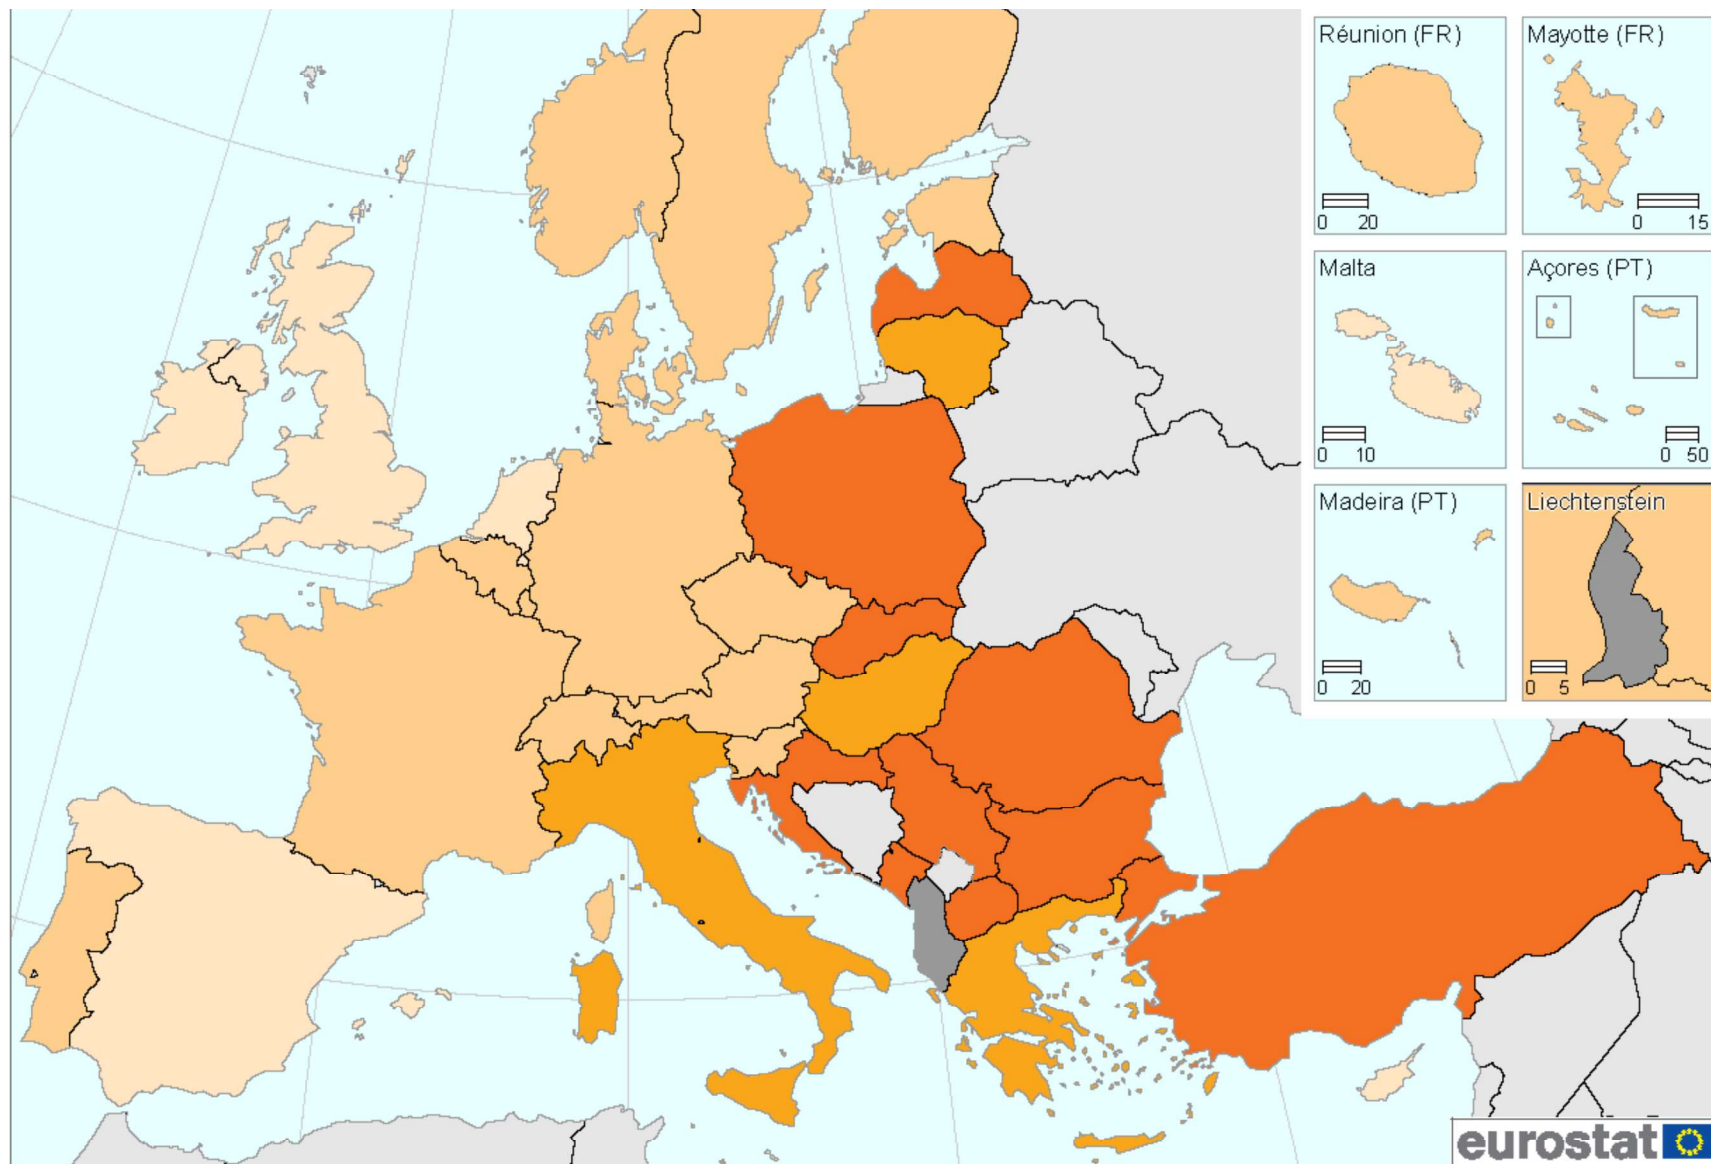 Réunion (FR)
0 20
Mayotte (FR)
0 15
Malta
0 10
Açores (PT)
0 50
Madeira (PT)
0 20
Liechtenstein
0 5
eurostat